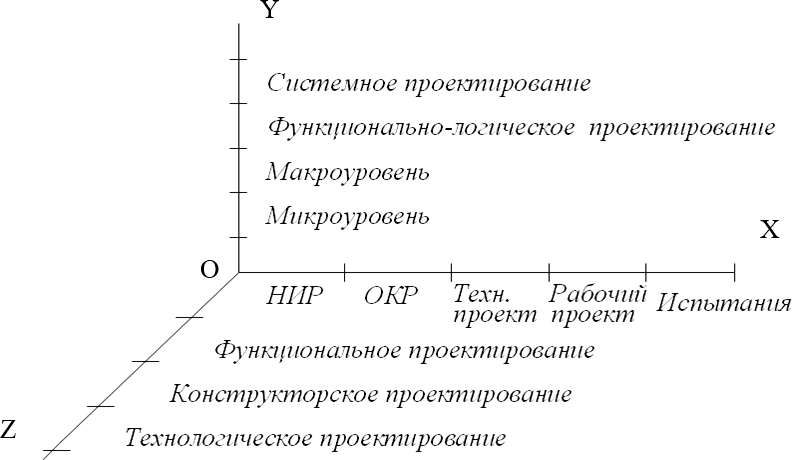 Y
Системное проектирование
Функционально-логическое проектирование
Макроуровень
Микроуровень
X
O
НИР
ОКР
Техн.
проект
Рабочий
проект
Испытания
Функциональное проектирование
Конструкторское проектирование
Z
Технологическое проектирование